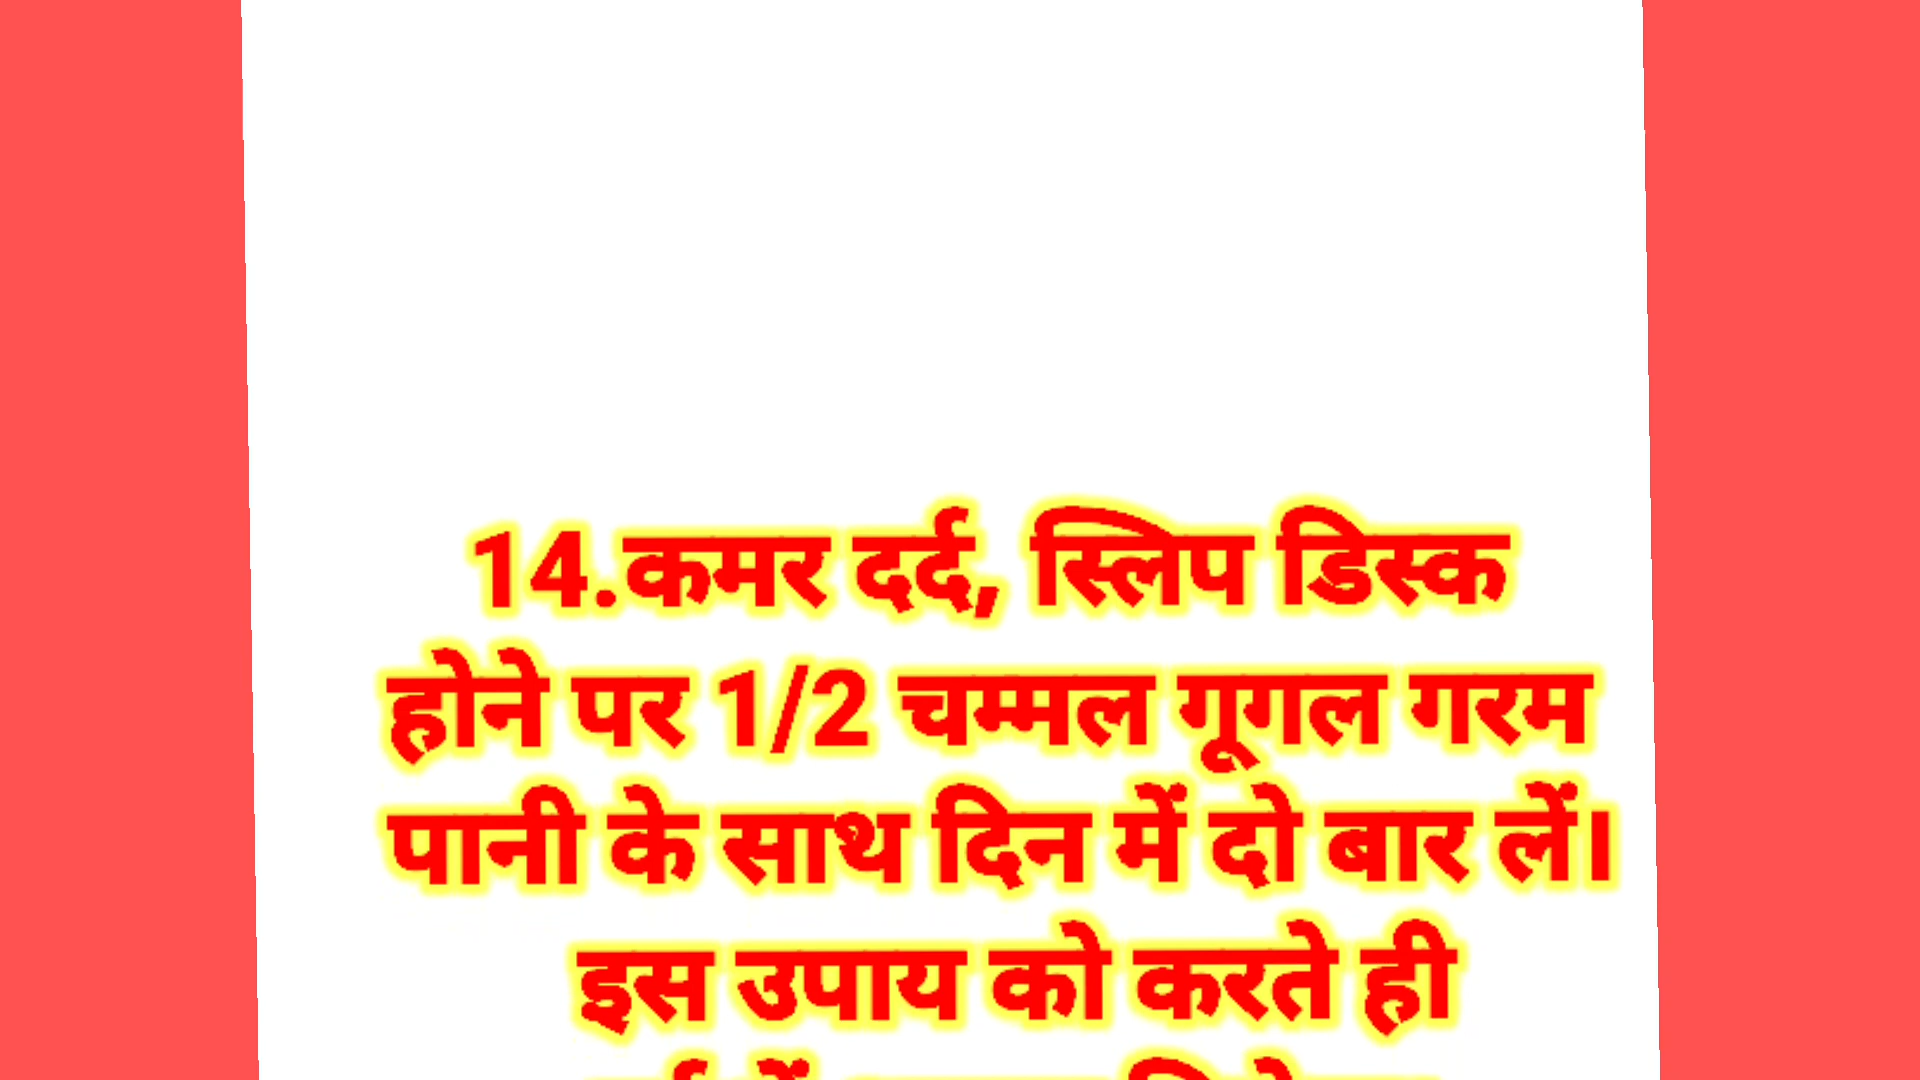 14.कमर दर्द, स्लिप डिस्क
होने पर 1/2 चम्मल गूगल गरम
पानी के साथ दिन में दो बार लें।
इस उपाय को करते ही